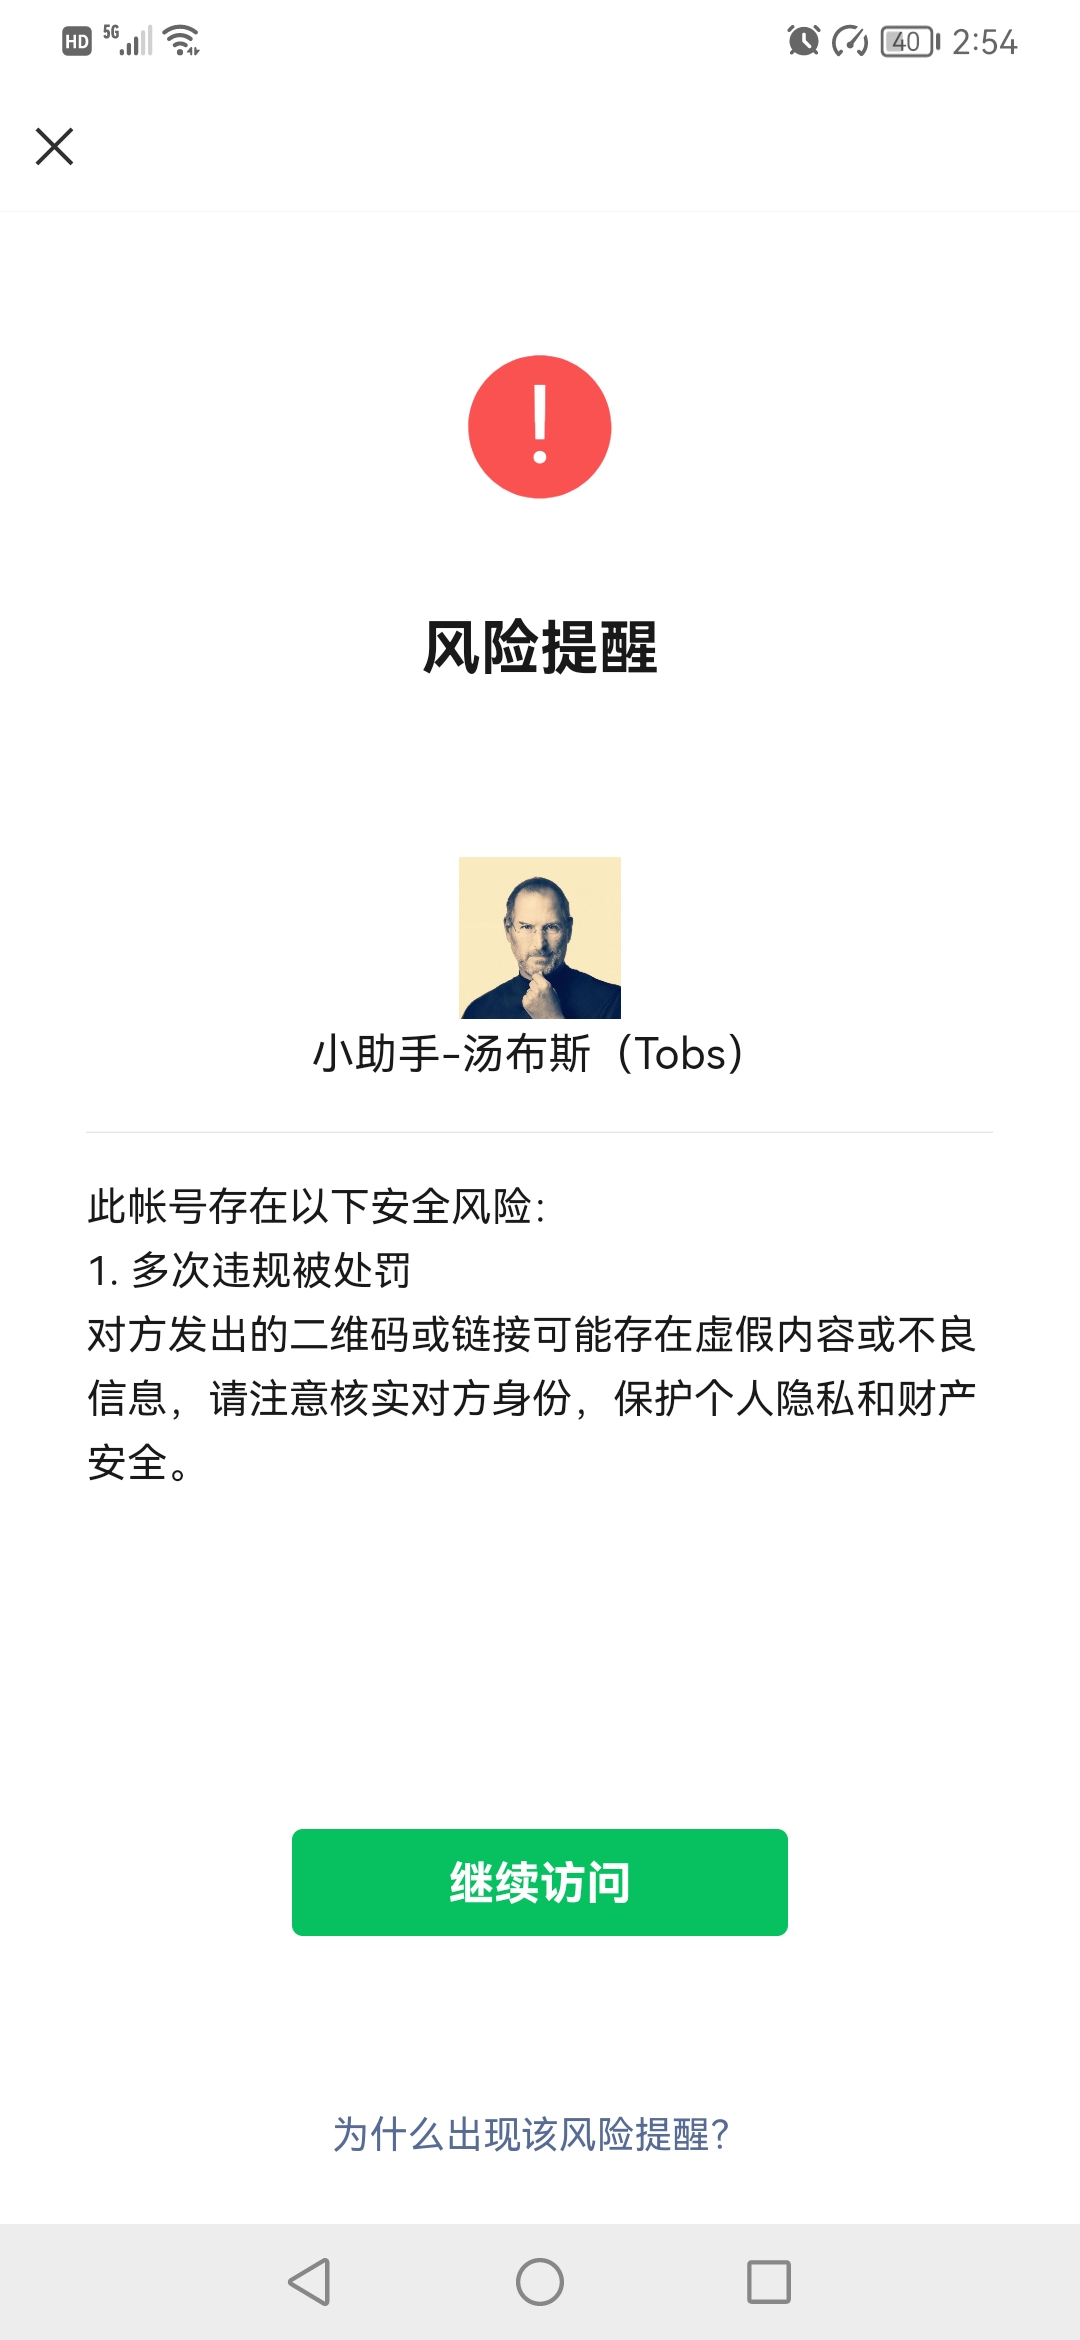 HD 5G 40 2:54
风险提醒
小助手-汤布斯（Tobs）
此帐号存在以下安全风险：
1. 多次违规被处罚
对方发出的二维码或链接可能存在虚假内容或不良
信息，请注意核实对方身份，保护个人隐私和财产
安全。
继续访问
为什么出现该风险提醒？